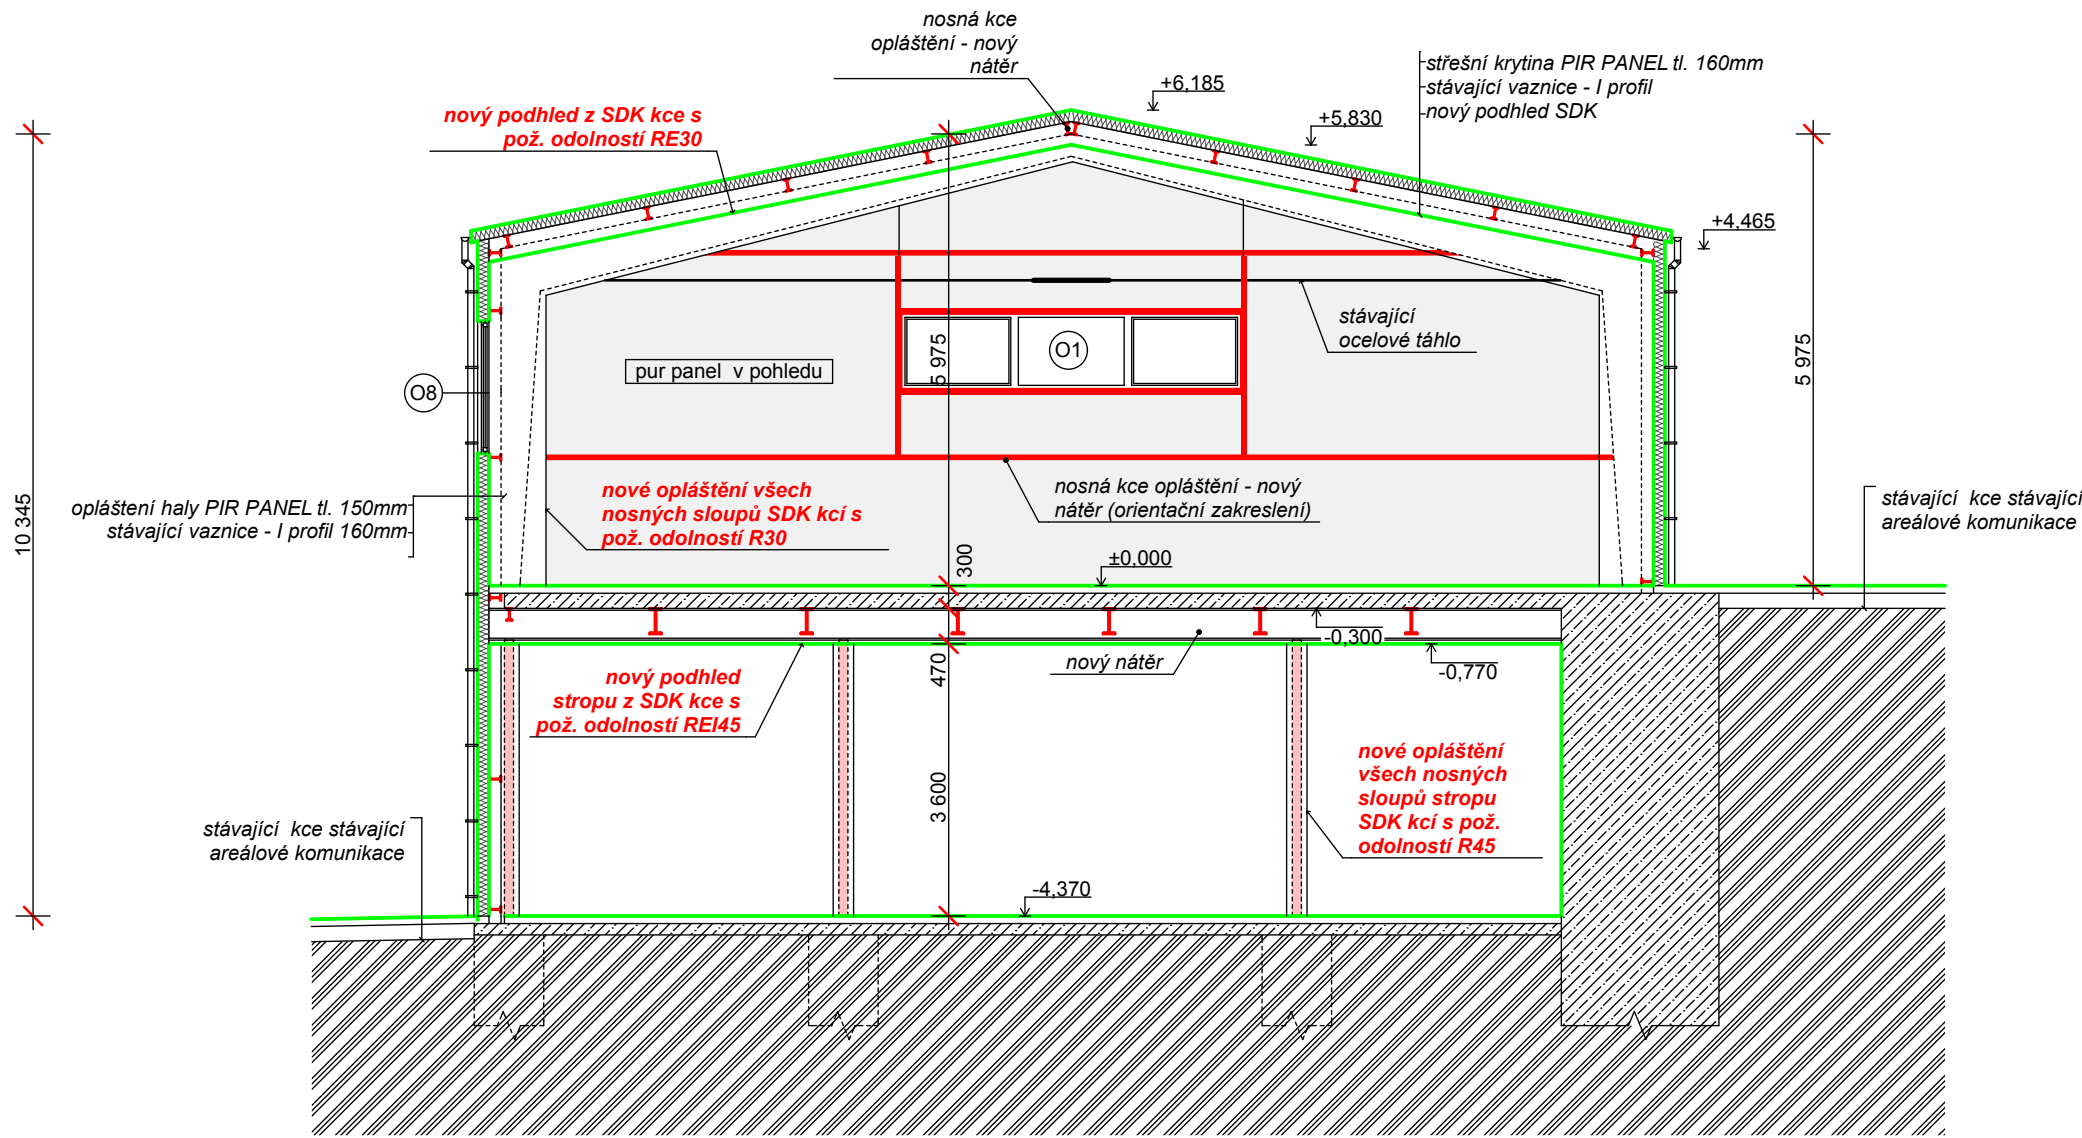 nosná kce
opláštění - nový
nátěr
střešní krytina PIR PANEL tl. 160mm
stávající vaznice - I profil
nový podhled SDK
+6,185
+5,830
nový podhled z SDK kce s
pož. odolností RE30
+4,465
stávající
ocelové táhlo
O1
pur panel  v pohledu
5 975
5 975
O8
10 345
opláštení haly PIR PANEL tl. 150mm
stávající vaznice - I profil 160mm
nové opláštění všech
nosných sloupů SDK kcí s
pož. odolností R30
nosná kce opláštění - nový
nátěr (orientační zakreslení)
stávající  kce stávající
areálové komunikace
300
±0,000
-0,300
nový nátěr
-0,770
470
nový podhled
stropu z SDK kce s
pož. odolností REI45
nové opláštění
všech nosných
sloupů stropu
SDK kcí s pož.
odolností R45
3 600
stávající  kce stávající
areálové komunikace
-4,370